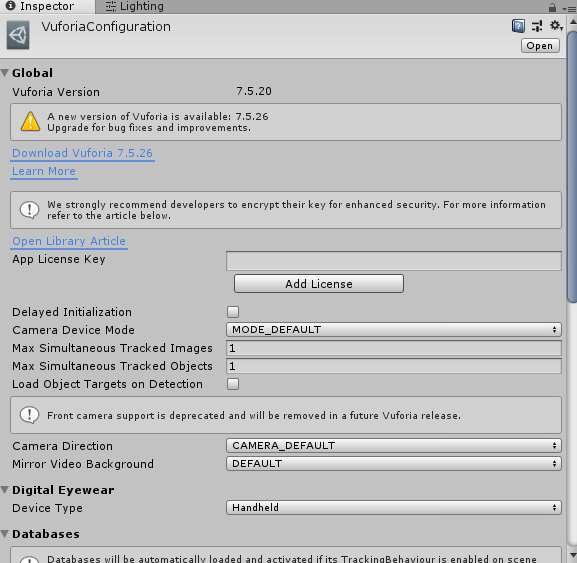 Inspector
Lighting
VuforiaConfiguration
Open
Global
Vuforia Version
7.5.20
A new version of Vuforia is available: 7.5.26
Upgrade for bug fixes and improvements.
Download Vuforia 7.5.26
Learn More
We strongly recommend developers to encrypt their key for enhanced security. For more information
refer to the article below.
Open Library Article
App License Key
Add License
Delayed Initialization
Camera Device Mode
MODE_DEFAULT
Max Simultaneous Tracked Images
1
Max Simultaneous Tracked Objects
1
Load Object Targets on Detection
Front camera support is deprecated and will be removed in a future Vuforia release.
Camera Direction
CAMERA_DEFAULT
Mirror Video Background
DEFAULT
Digital Eyewear
Device Type
Handheld
Databases
Databases will be automatically loaded and activated if its TrackingBehaviour is enabled on scene